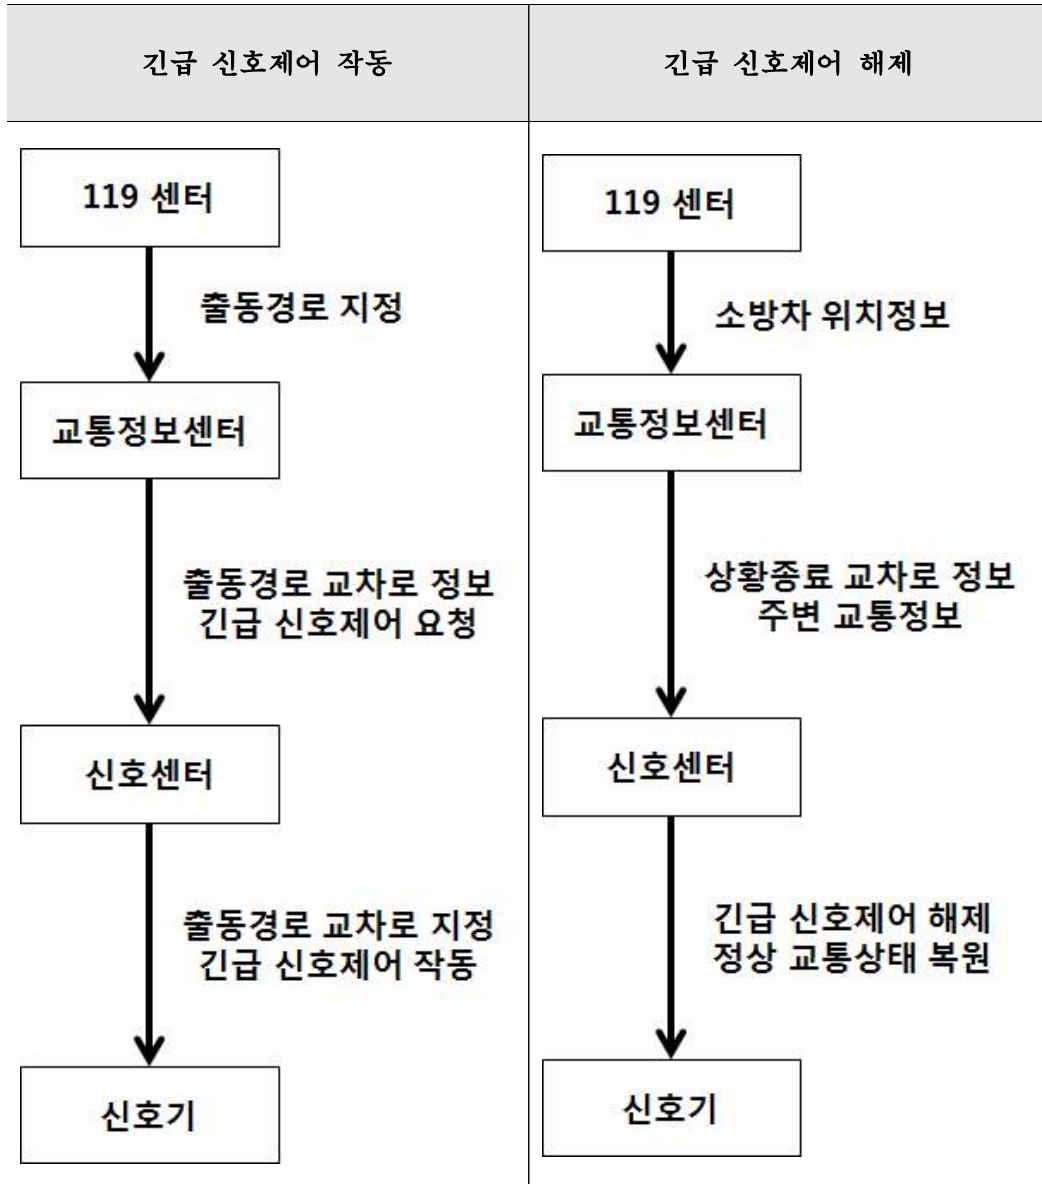 긴급 신호제어 작동
119 센터
출동경로 지정
교통정보센터
출동경로 교차로 정보
긴급 신호제어 요청
신호센터
출동경로 교차로 지정
긴급 신호제어 작동
신호기
긴급 신호제어 해제
119 센터
소방차 위치정보
교통정보센터
상황종료 교차로 정보
주변 교통정보
신호센터
긴급 신호제어 해제
정상 교통상태 복원
신호기